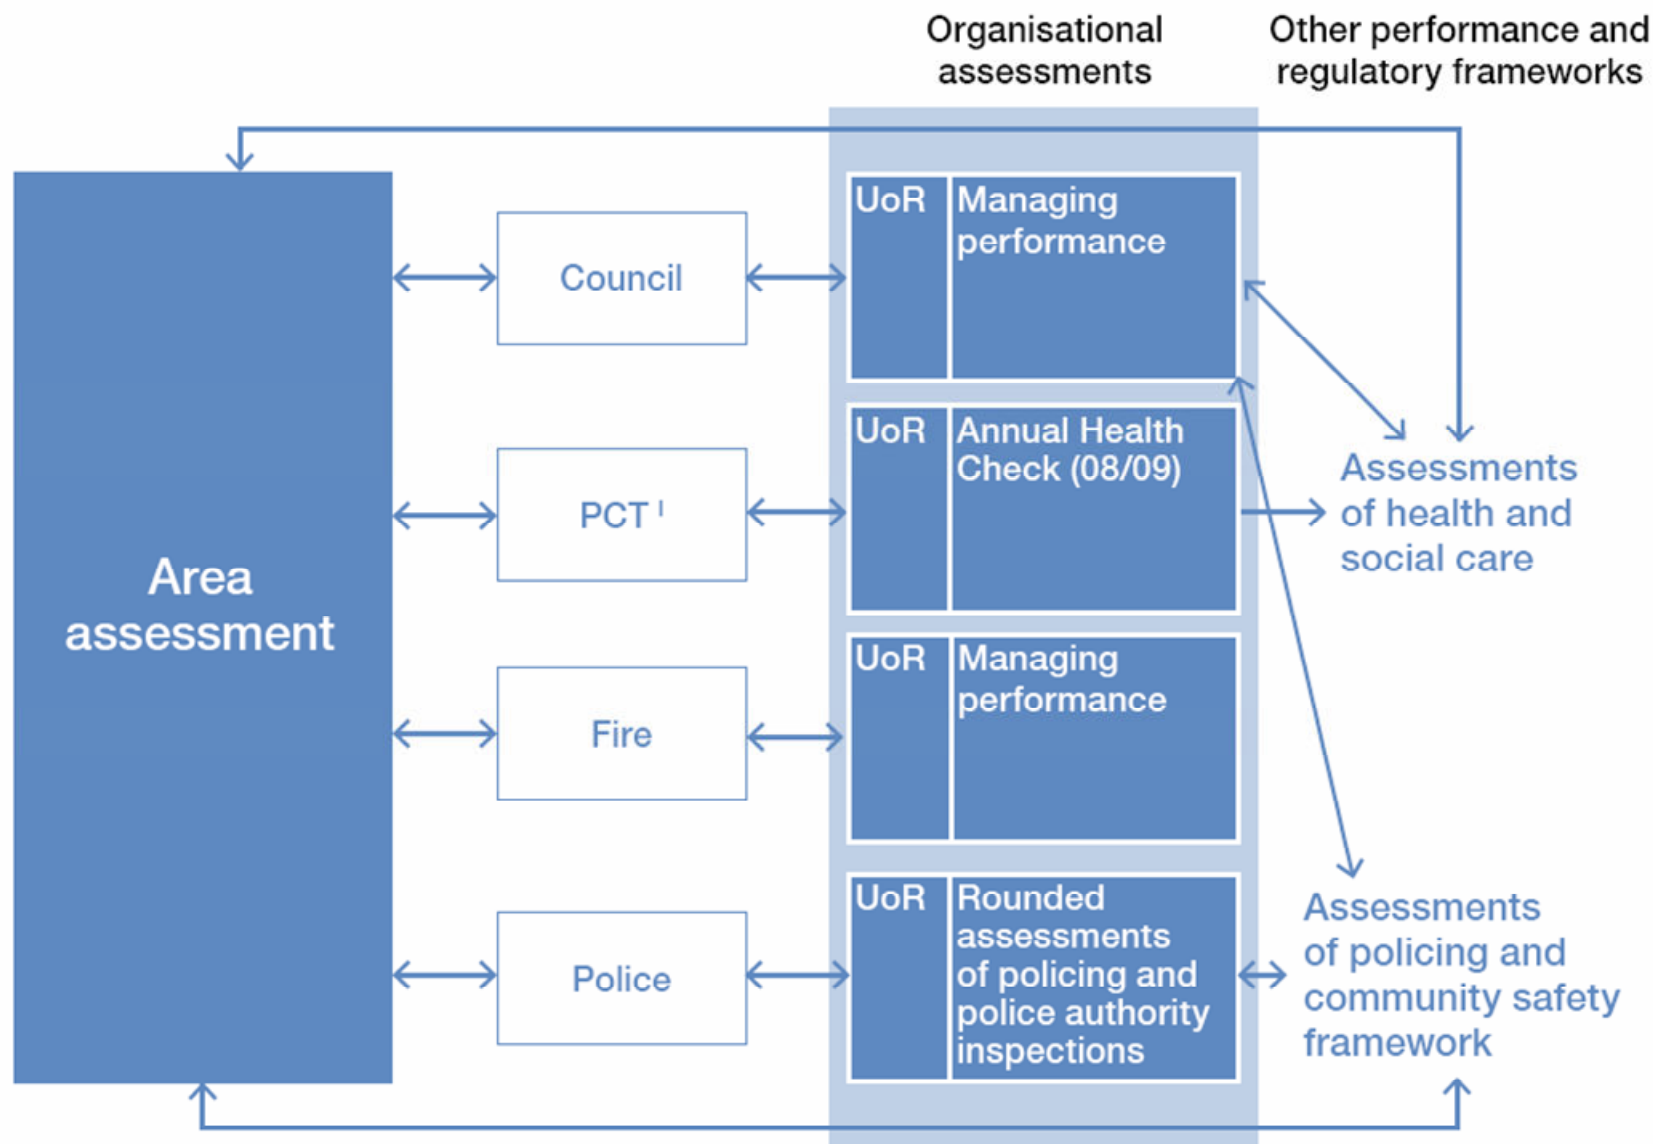 Organisational
assessments
Other performance and
regulatory frameworks
Area
assessment
Council
UoR
Managing
performance
PCT I
UoR
Annual Health
Check (08/09)
Assessments
of health and
social care
Fire
UoR
Managing
performance
Police
UoR
Rounded
assessments
of policing and
police authority
inspections
Assessments
of policing and
community safety
framework